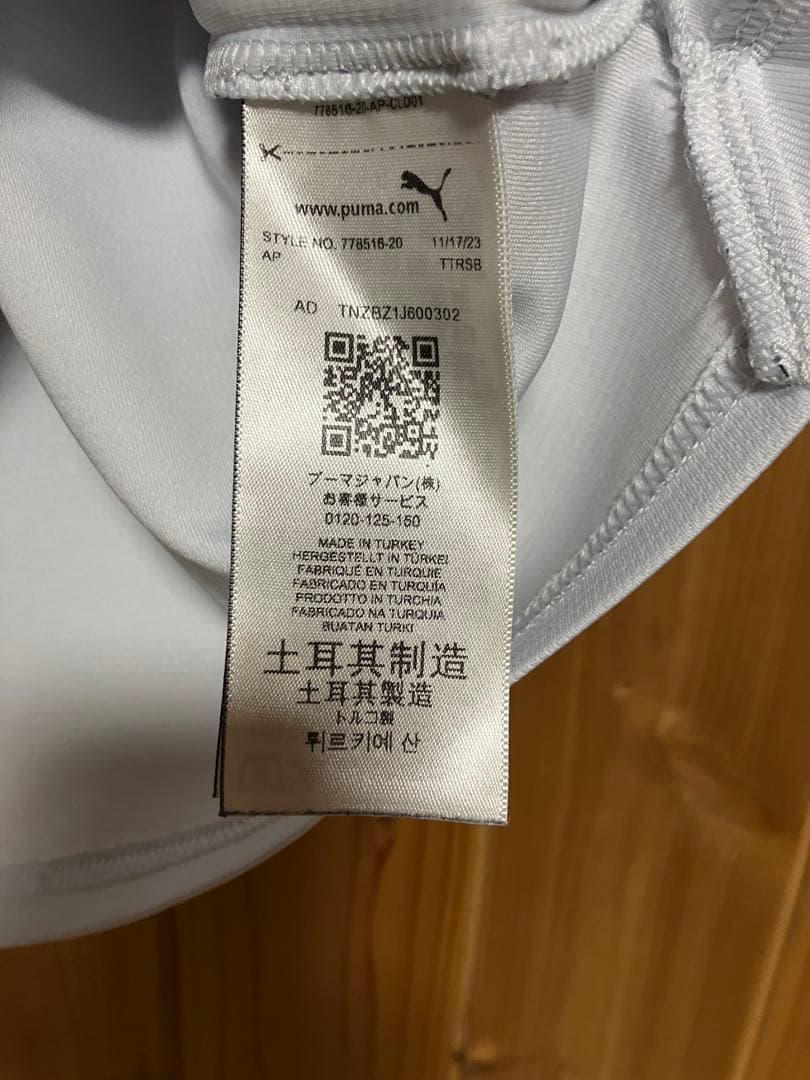 778516-20-AP-CLD01
www.puma.com
STYLE NO. 778516-20 11/17/23
AP TTRSB
AD TNZBZ1J600302
プーマジャパン(株)
お客様サービス
0120-125-150
MADE IN TURKEY
HERGESTELLT IN TÜRKEI
FABRIQUÉ EN TURQUIE
FABRICADO EN TURQUÍA
PRODOTTO IN TURCHIA
FABRICADO NA TURQUIA
BUATAN TURKI
土耳其制造
土耳其製造
トルコ製
튀르키예 산